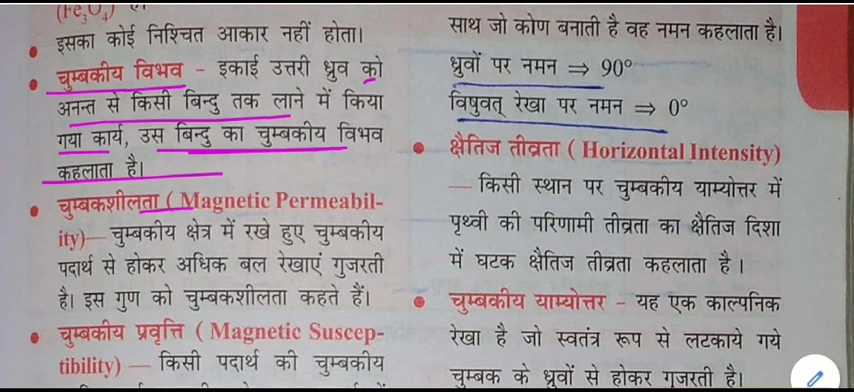 (Fe3O4)
इसका कोई निश्चित आकार नहीं होता।
चुम्बकीय विभव – इकाई उत्तरी ध्रुव को
अनन्त से किसी बिन्दु तक लाने में किया
गया कार्य, उस बिन्दु का चुम्बकीय विभव
कहलाता है।
चुम्बकशीलता ( Magnetic Permeabil-
ity)— चुम्बकीय क्षेत्र में रखे हुए चुम्बकीय
पदार्थ से होकर अधिक बल रेखाएं गुजरती
है। इस गुण को चुम्बकशीलता कहते हैं।
चुम्बकीय प्रवृत्ति ( Magnetic Suscep-
tibility) — किसी पदार्थ की चुम्बकीय
साथ जो कोण बनाती है वह नमन कहलाता है।
ध्रुवों पर नमन ⇒ 90°
विषुवत् रेखा पर नमन ⇒ 0°
क्षैतिज तीव्रता ( Horizontal Intensity)
— किसी स्थान पर चुम्बकीय याम्योत्तर में
पृथ्वी की परिणामी तीव्रता का क्षैतिज दिशा
में घटक क्षैतिज तीव्रता कहलाता है ।
चुम्बकीय याम्योत्तर – यह एक काल्पनिक
रेखा है जो स्वतंत्र रूप से लटकाये गये
चुम्बक के ध्रुवों से होकर गुजरती है।